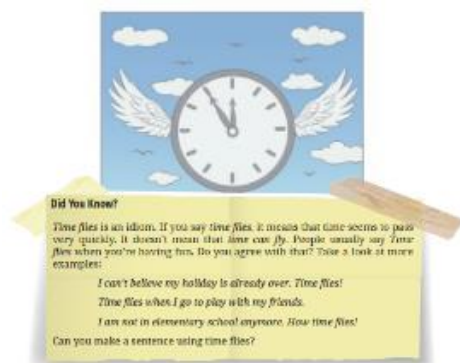 Did You Know?
Time flies is an idiom. If you say time flies, it means that time seems to pass
very quickly. It doesn't mean that time can fly. People usually say Time
flies when you're having fun. Do you agree with that? Take a look at more
examples:
I can't believe my holiday is already over. Time flies!
Time flies when I go to play with my friends.
I am not in elementary school anymore. How time flies!
Can you make a sentence using time flies?